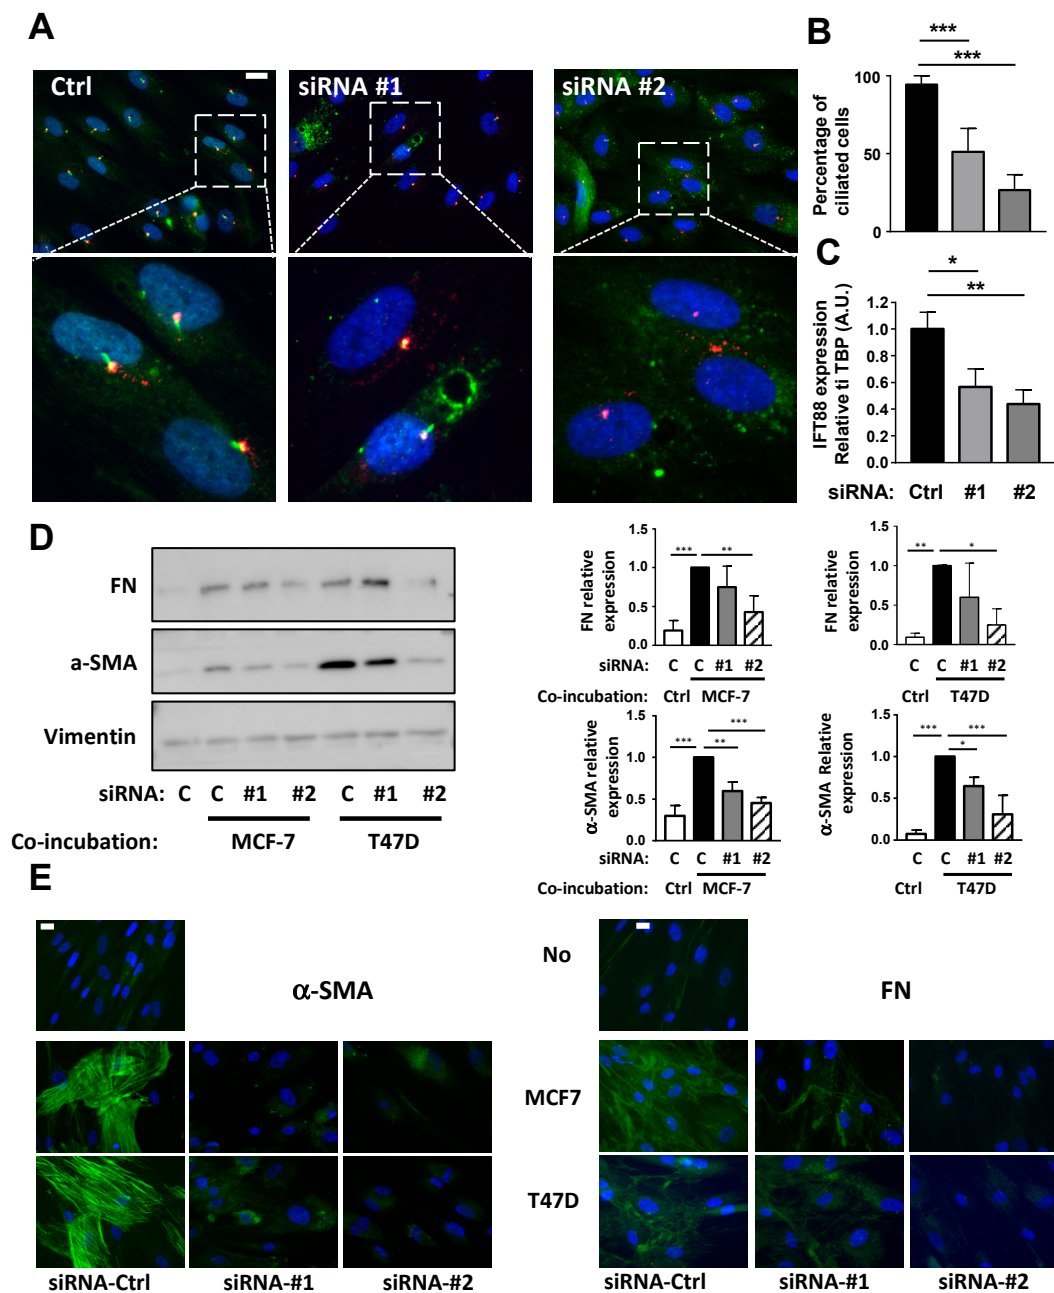 A
Ctrl
siRNA #1
siRNA #2
B
***
***
Percentage of
ciliated cells
100
50
0
C
*
**
IFT88 expression
Relative ti TBP (A.U.)
1.2
1.0
0.8
0.6
0.4
0.2
0.0
siRNA: Ctrl #1 #2
D
FN
a-SMA
Vimentin
siRNA: C C #1 #2 C #1 #2
Co-incubation: MCF-7 T47D
FN relative
expression
1.5
1.0
0.5
0
*** **
siRNA: C C #1 #2
Co-incubation: Ctrl MCF-7
FN relative
expression
1.5
1.0
0.5
0
** *
C C #1 #2
Ctrl T47D
α-SMA relative
expression
1.5
1.0
0.5
0
***
*** **
siRNA: C C #1 #2
Co-incubation: Ctrl MCF-7
α-SMA Relative
expression
1.5
1.0
0.5
0
*** ***
*
C C #1 #2
Ctrl T47D
E
α-SMA
No
FN
MCF7
T47D
siRNA-Ctrl siRNA-#1 siRNA-#2
siRNA-Ctrl siRNA-#1 siRNA-#2